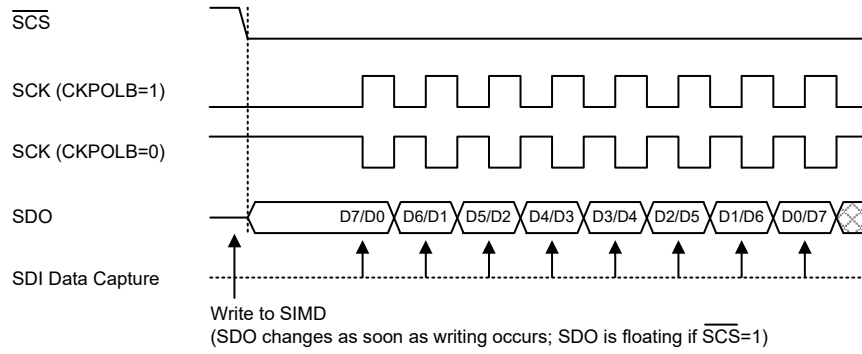 SCS
SCK (CKPOLB=1)
SCK (CKPOLB=0)
SDO
D7/D0 D6/D1 D5/D2 D4/D3 D3/D4 D2/D5 D1/D6 D0/D7
SDI Data Capture
Write to SIMD
(SDO changes as soon as writing occurs; SDO is floating if SCS=1)